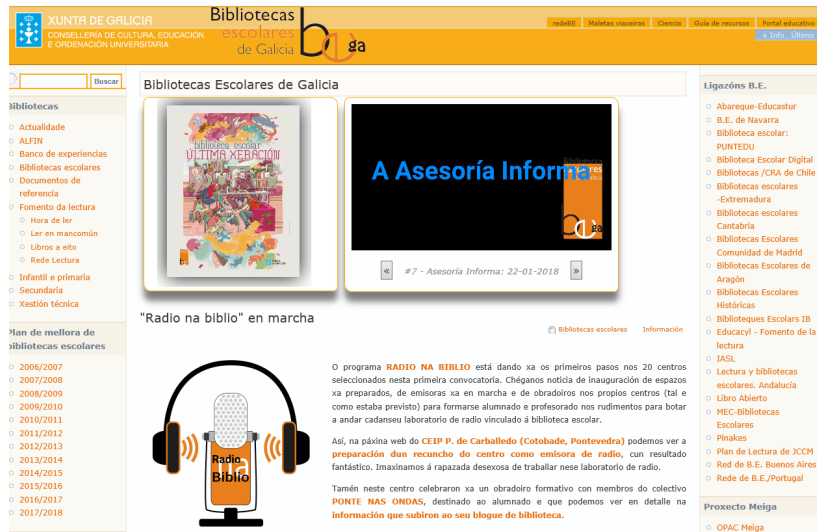 XUNTA DE GALICIA
CONSELLERÍA DE CULTURA, EDUCACIÓN
E ORDENACIÓN UNIVERSITARIA
Bibliotecas
escolares
de Galicia
bega
redeBE Maletas viaxeiras Ciencia Guía de recursos Portal educativo
+ Info Último
Buscar
Bibliotecas
Actualidade
ALFIN
Banco de experiencias
Bibliotecas escolares
Documentos de
referencia
Fomento da lectura
Hora de ler
Ler en mancomún
Libros a eito
Rede Lectura
Infantil e primaria
Secundaria
Xestión técnica
Plan de mellora de
bibliotecas escolares
2006/2007
2007/2008
2008/2009
2009/2010
2010/2011
2011/2012
2012/2013
2013/2014
2014/2015
2015/2016
2016/2017
2017/2018
Bibliotecas Escolares de Galicia
biblioteca escolar
ÚLTIMA XERACIÓN
A Asesoría Informa
« #7 - Asesoría Informa: 22-01-2018 »
"Radio na biblio" en marcha
Bibliotecas escolares Información
Radio
na
Biblio
O programa RADIO NA BIBLIO está dando xa os primeiros pasos nos 20 centros
seleccionados nesta primeira convocatoria. Chéganos noticia de inauguración de espazos
xa preparados, de emisoras xa en marcha e de obradoiros nos propios centros (tal e
como estaba previsto) para formarse alumnado e profesorado nos rudimentos para botar
a andar cadanseu laboratorio de radio vinculado á biblioteca escolar.
Así, na páxina web do CEIP P. de Carballedo (Cotobade, Pontevedra) podemos ver a
preparación dun recuncho do centro como emisora de radio, cun resultado
fantástico. Imaxinamos á rapazada desexosa de traballar nese laboratorio de radio.
Tamén neste centro celebraron xa un obradoiro formativo con membros do colectivo
PONTE NAS ONDAS, destinado ao alumnado e que podemos ver en detalle na
información que subiron ao seu blogue de biblioteca.
Ligazóns B.E.
Abareque-Educastur
B.E. de Navarra
Biblioteca escolar:
PUNTEDU
Biblioteca Escolar Digital
Bibliotecas /CRA de Chile
Bibliotecas escolares
-Extremadura
Bibliotecas escolares
Cantabria
Bibliotecas Escolares
Comunidad de Madrid
Bibliotecas Escolares de
Aragón
Bibliotecas Escolares
Históricas
Biblioteques Escolars IB
Educacyl - Fomento de la
lectura
IASL
Lectura y bibliotecas
escolares. Andalucía
Libro Abierto
MEC-Bibliotecas
Escolares
Pinakes
Plan de Lectura de JCCM
Red de B.E. Buenos Aires
Rede de B.E./Portugal
Proxecto Meiga
OPAC Meiga